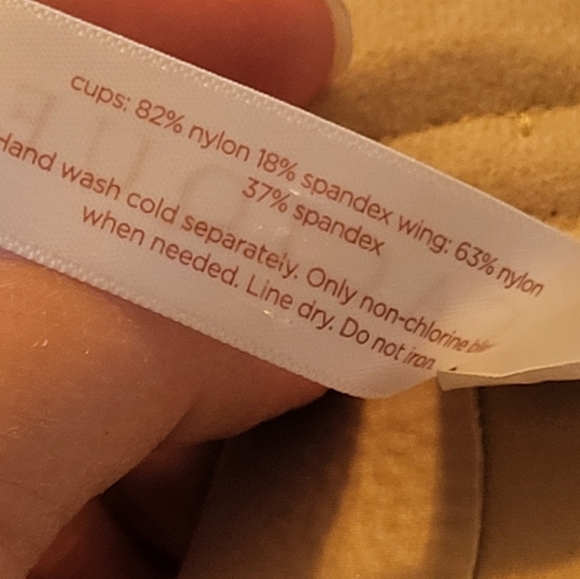 cups: 82% nylon 18% spandex wing: 63% nylon
37% spandex
Hand wash cold separately. Only non-chlorine
when needed. Line dry. Do not iron.